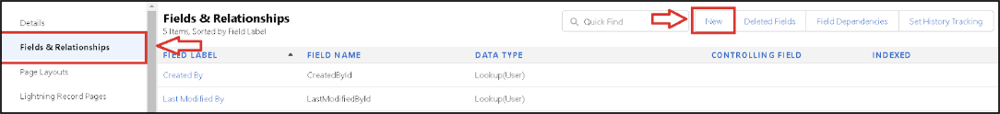 Details
Fields & Relationships
Page Layouts
Lightning Record Pages
Fields & Relationships
5 Items, Sorted by Field Label
Quick Find
New
Deleted Fields
Field Dependencies
Set History Tracking
FIELD LABEL FIELD NAME DATA TYPE CONTROLLING FIELD INDEXED
Created By CreatedById Lookup(User)
Last Modified By LastModifiedById Lookup(User)